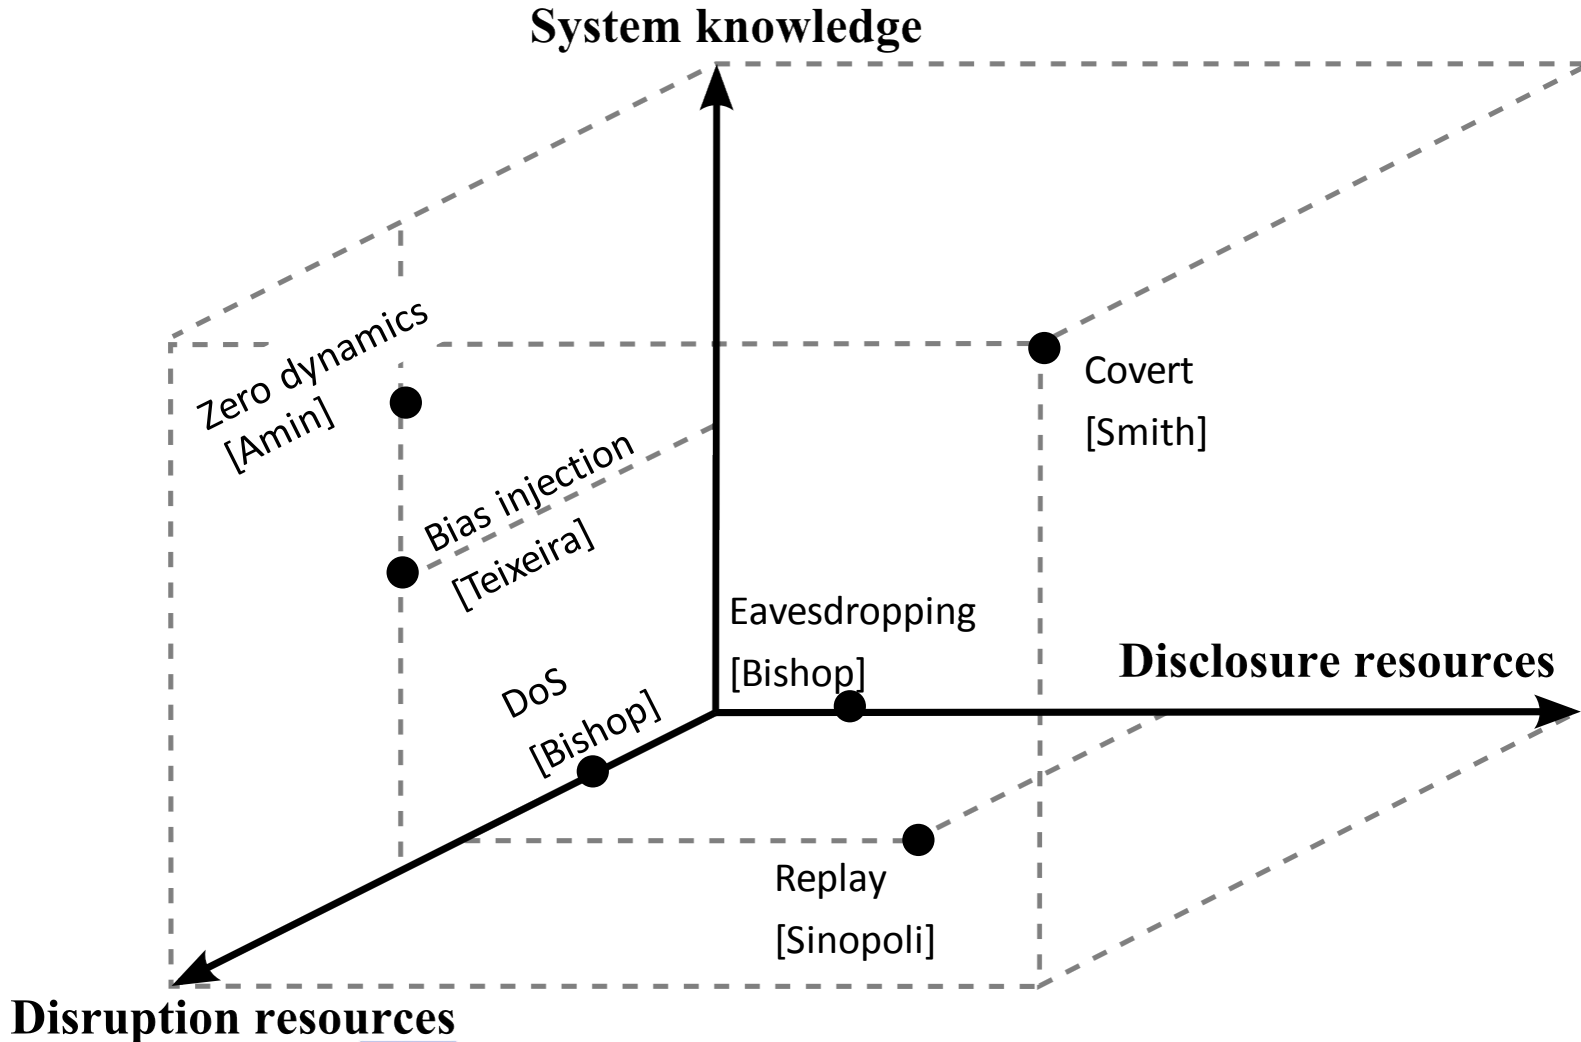 System knowledge
Zero dynamics
[Amin]
Covert
[Smith]
Bias injection
[Teixeira]
Eavesdropping
[Bishop]
Disclosure resources
DoS
[Bishop]
Replay
[Sinopoli]
Disruption resources